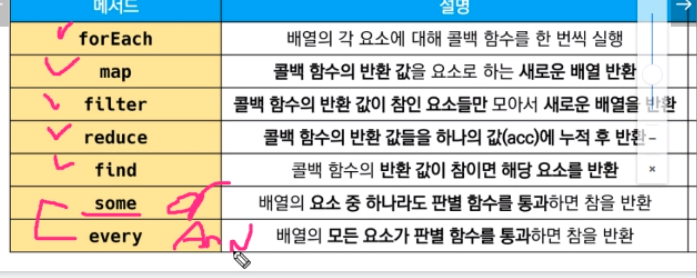 메서드 설명
forEach 배열의 각 요소에 대해 콜백 함수를 한 번씩 실행
map 콜백 함수의 반환 값을 요소로 하는 새로운 배열 반환
filter 콜백 함수의 반환 값이 참인 요소들만 모아서 새로운 배열을 반환
reduce 콜백 함수의 반환 값들을 하나의 값(acc)에 누적 후 반환
find 콜백 함수의 반환 값이 참이면 해당 요소를 반환
some 배열의 요소 중 하나라도 판별 함수를 통과하면 참을 반환
every 배열의 모든 요소가 판별 함수를 통과하면 참을 반환